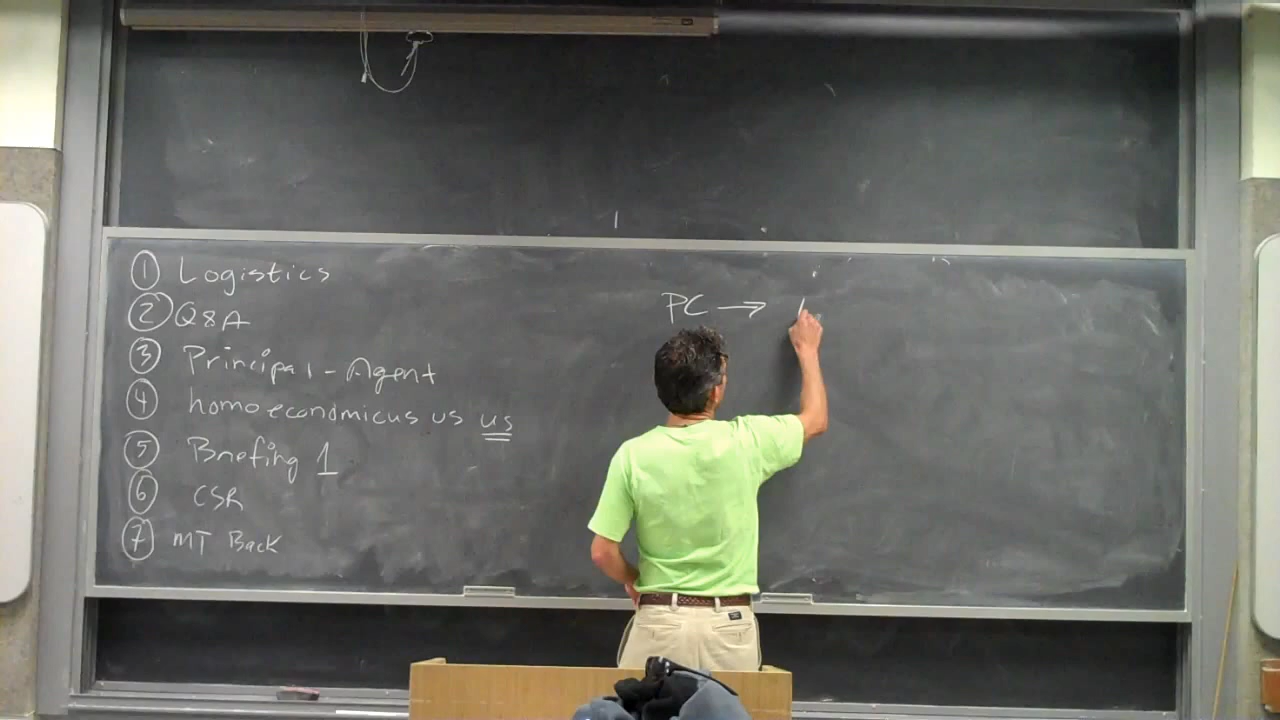 ① Logistics
② Q&A
③ Principal-Agent
④ homo economicus us us
⑤ Briefing 1
⑥ CSR
⑦ MT Back
PC →